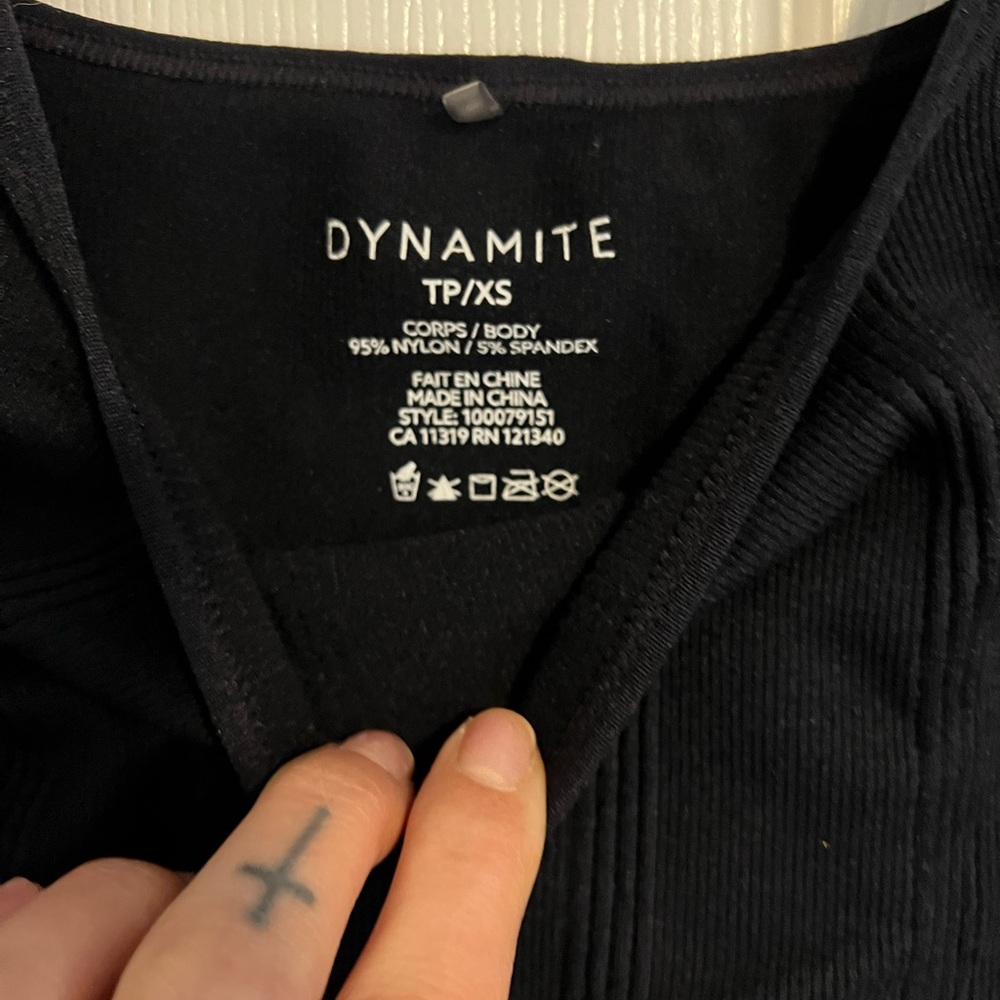 DYNAMITE
TP/XS
CORPS / BODY
95% NYLON / 5% SPANDEX
FAIT EN CHINE
MADE IN CHINA
STYLE: 100079151
CA 11319 RN 121340